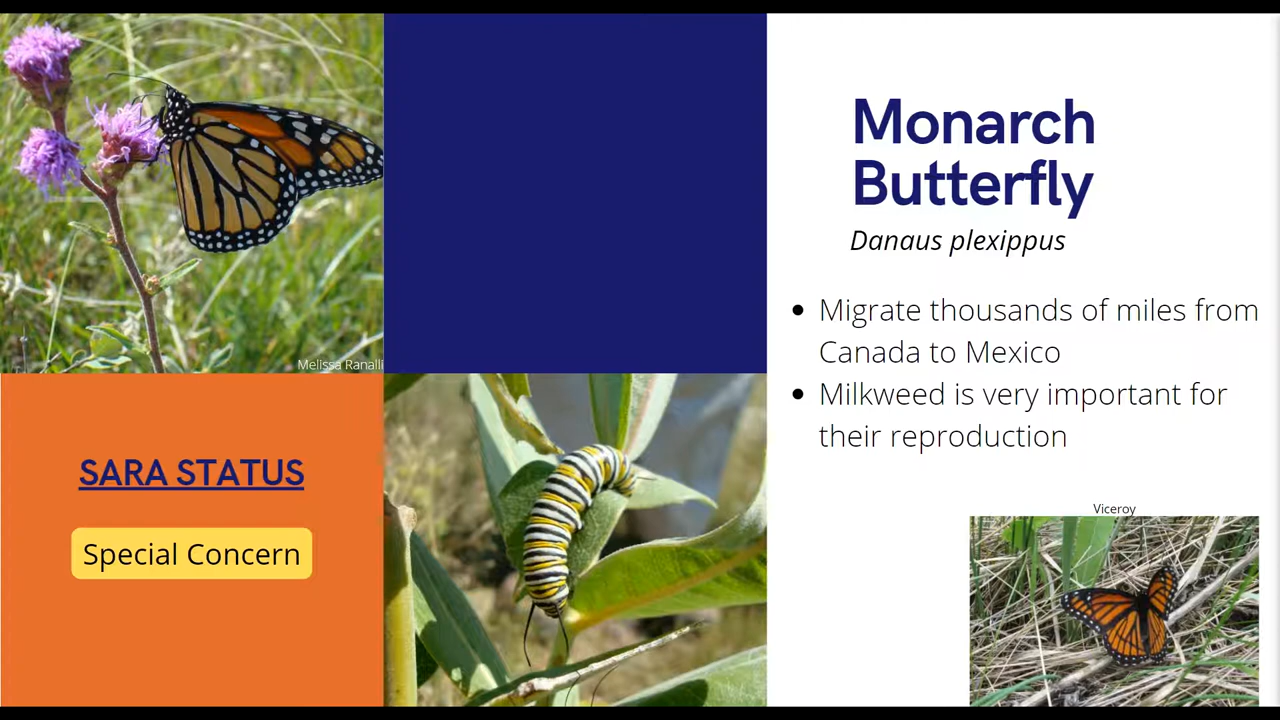 Melissa Ranalli
SARA STATUS
Special Concern
Monarch
Butterfly
Danaus plexippus
• Migrate thousands of miles from
Canada to Mexico
• Milkweed is very important for
their reproduction
Viceroy